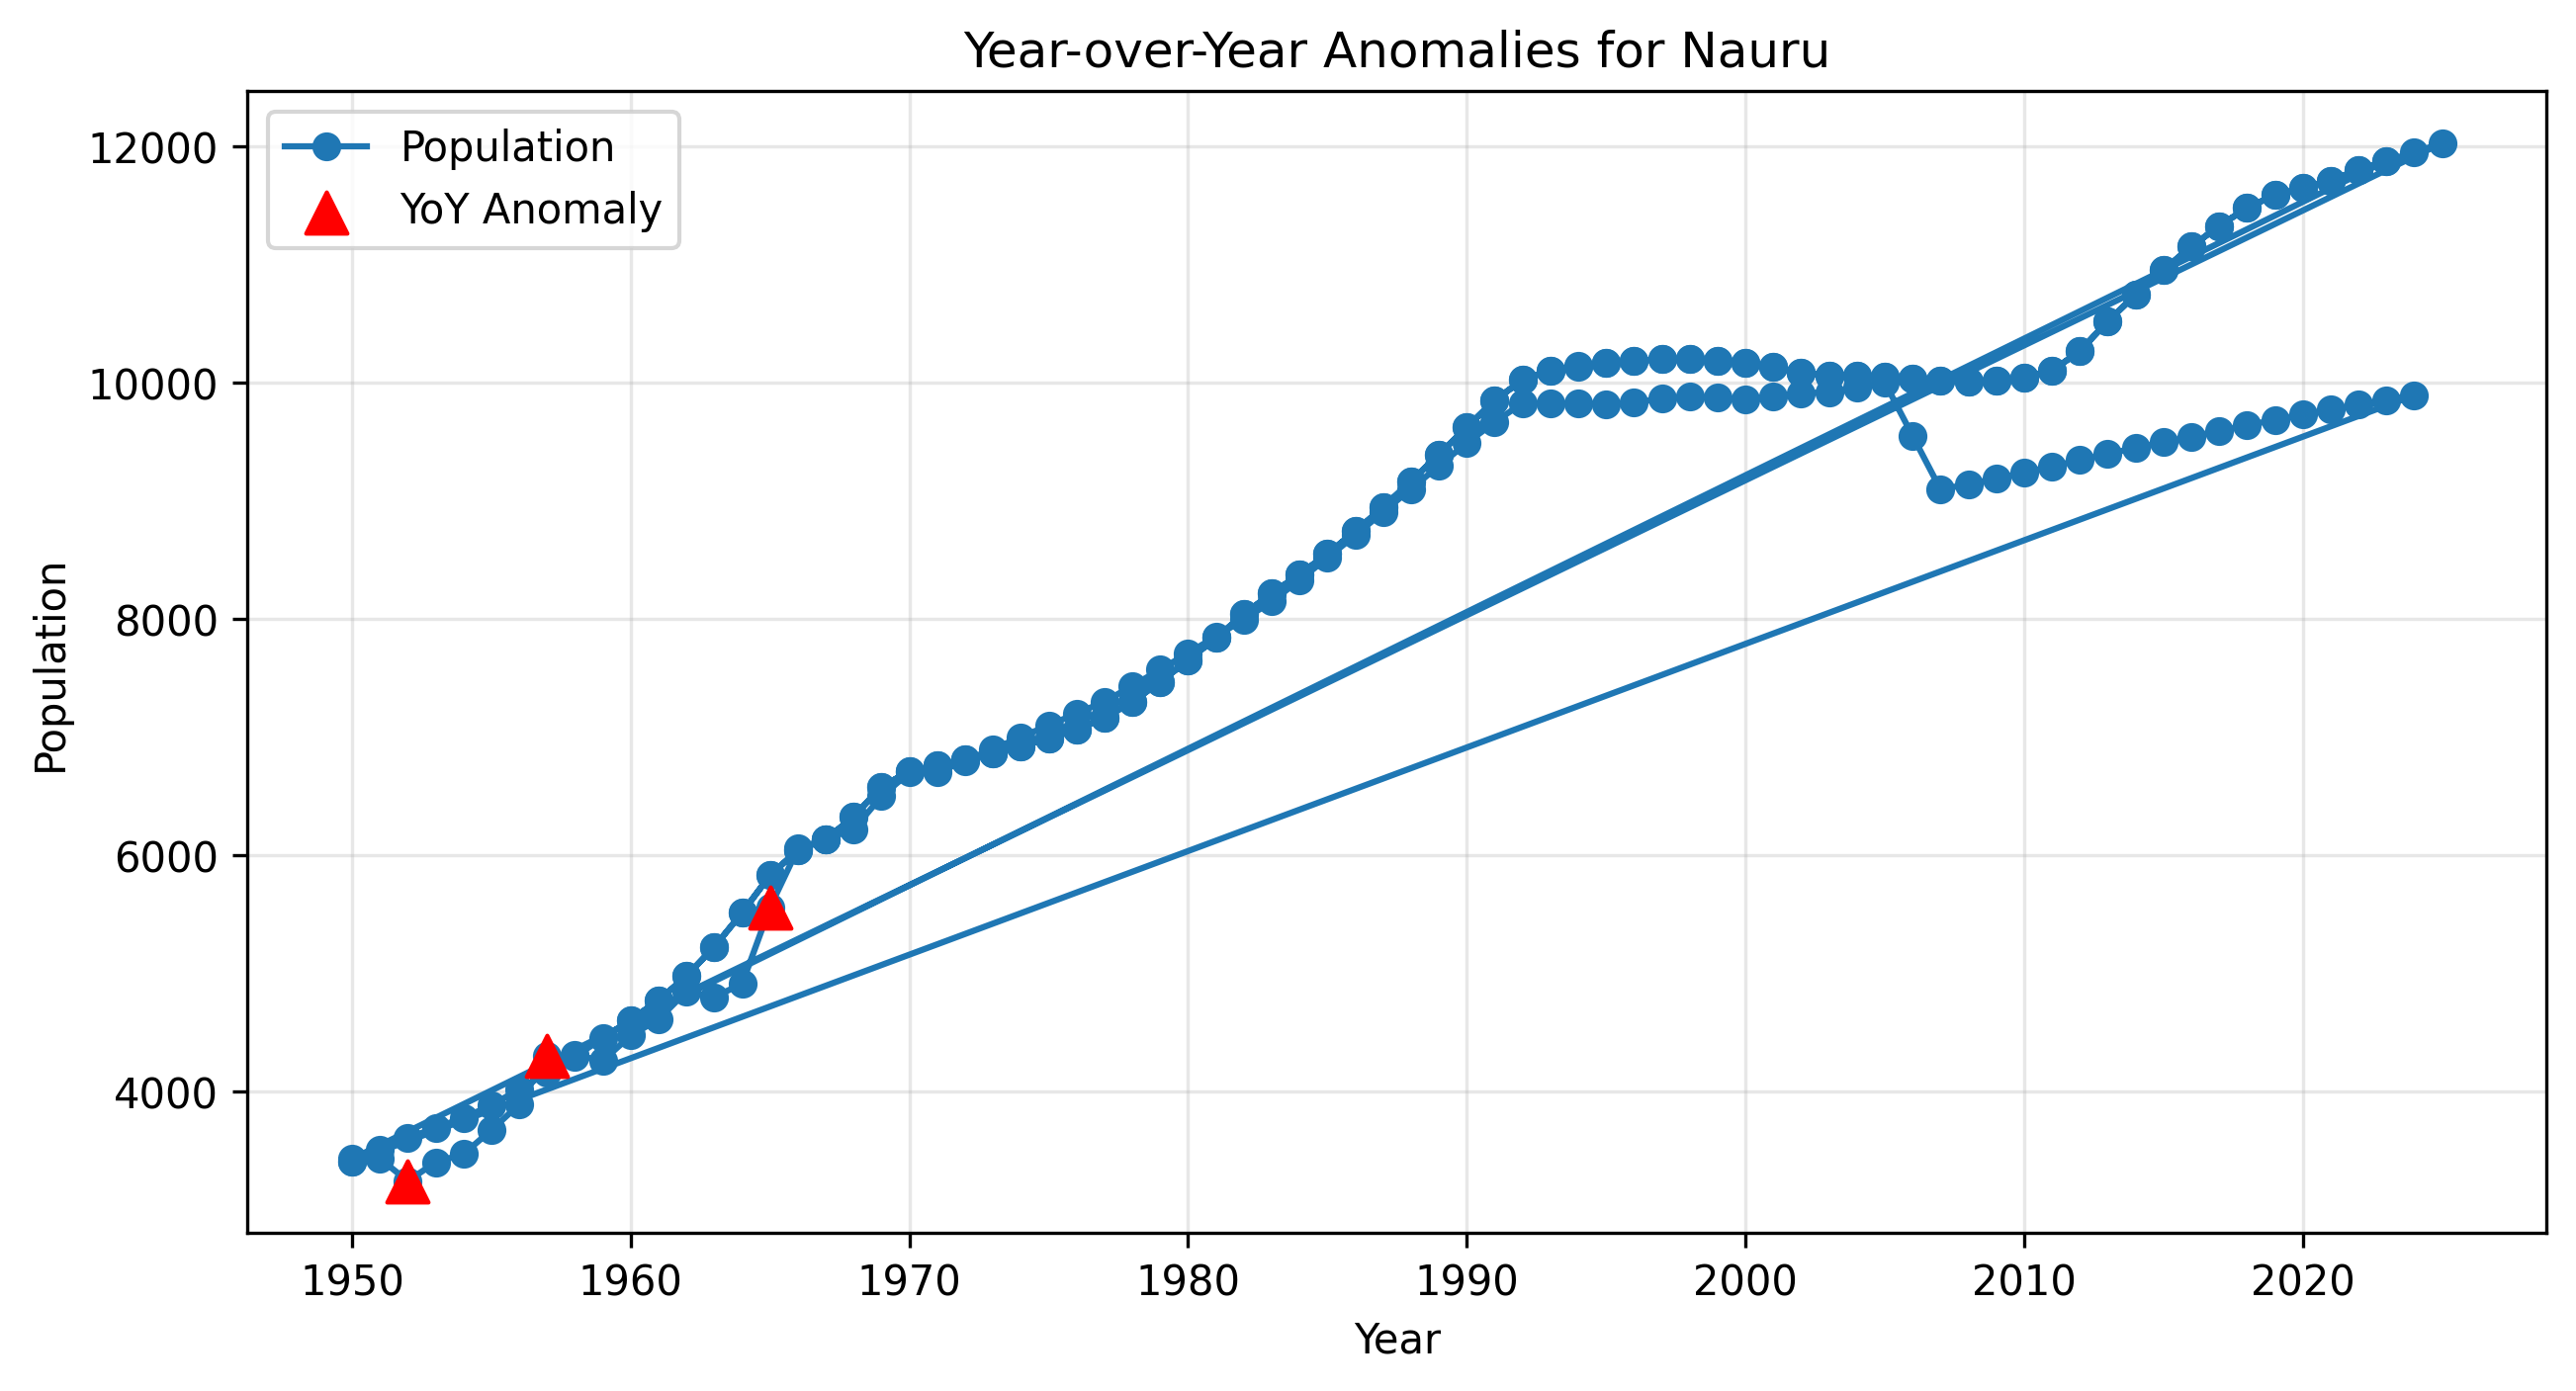 Year-over-Year Anomalies for Nauru
Population
YoY Anomaly
12000
10000
8000
6000
4000
Population
1950 1960 1970 1980 1990 2000 2010 2020
Year